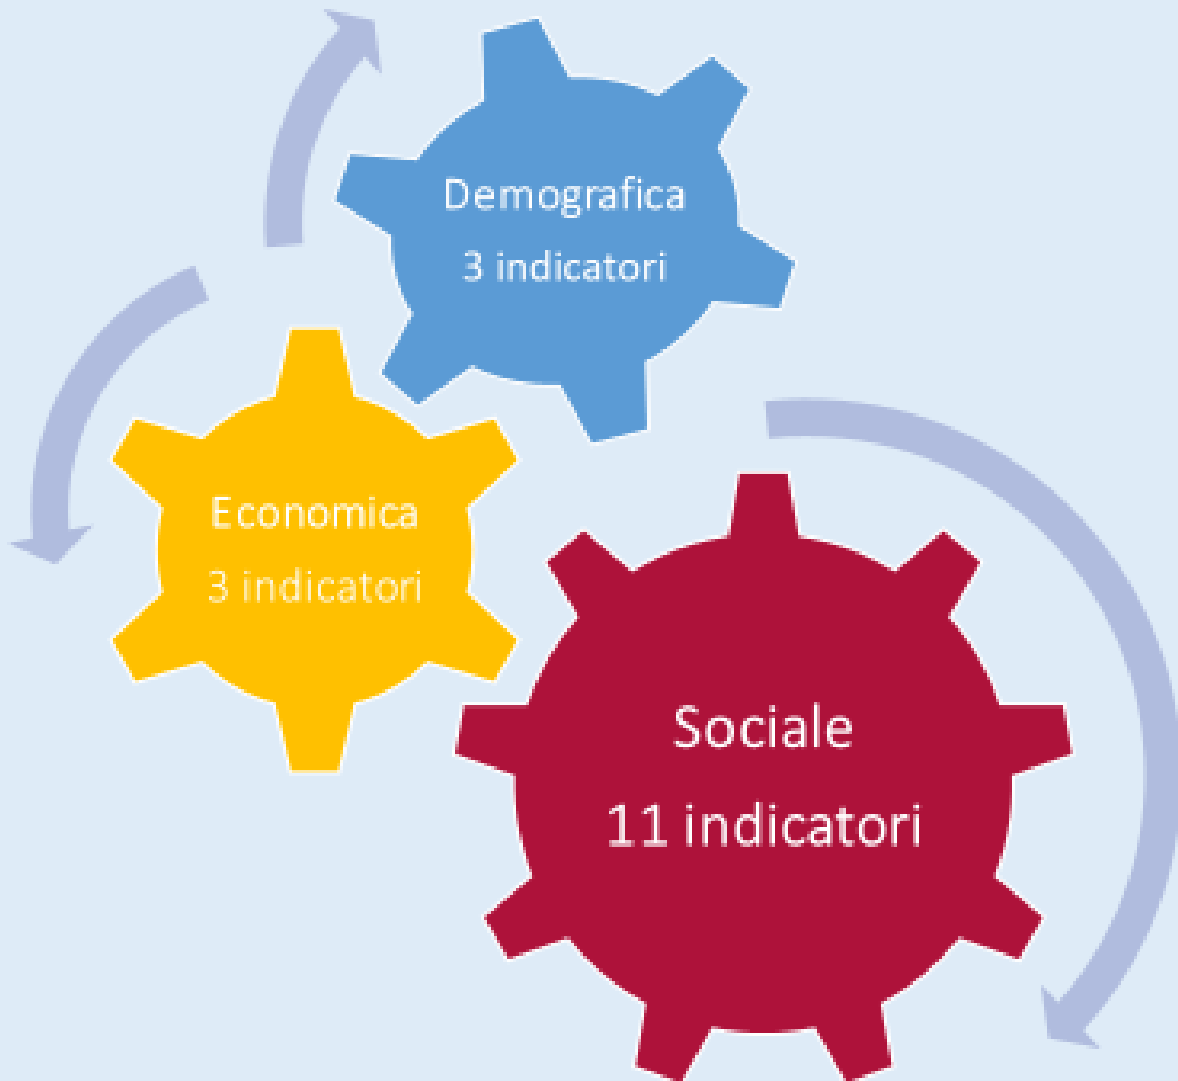 Demografica
3 indicatori
Economica
3 indicatori
Sociale
11 indicatori